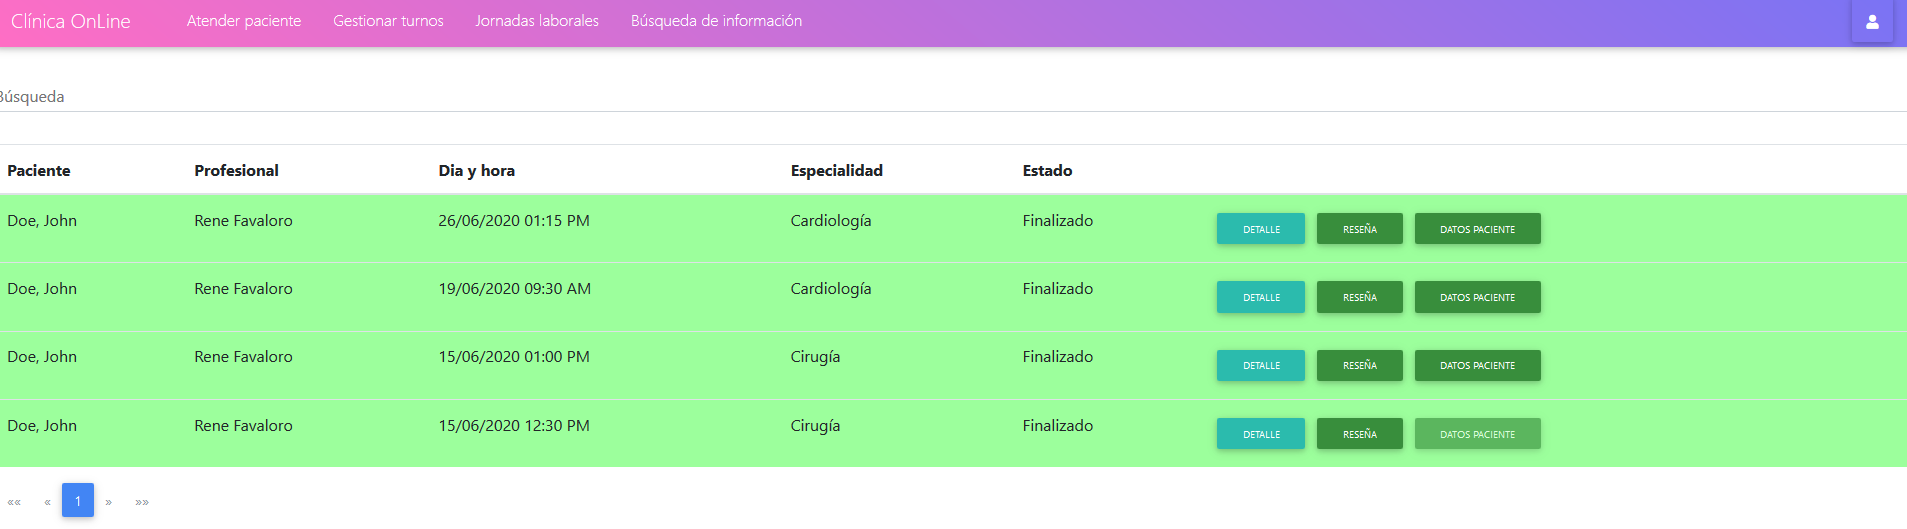 Clínica OnLine Atender paciente Gestionar turnos Jornadas laborales Búsqueda de información
Búsqueda
Paciente Profesional Dia y hora Especialidad Estado
Doe, John Rene Favaloro 26/06/2020 01:15 PM Cardiología Finalizado DETALLE RESEÑA DATOS PACIENTE
Doe, John Rene Favaloro 19/06/2020 09:30 AM Cardiología Finalizado DETALLE RESEÑA DATOS PACIENTE
Doe, John Rene Favaloro 15/06/2020 01:00 PM Cirugía Finalizado DETALLE RESEÑA DATOS PACIENTE
Doe, John Rene Favaloro 15/06/2020 12:30 PM Cirugía Finalizado DETALLE RESEÑA DATOS PACIENTE
«« « 1 » »»